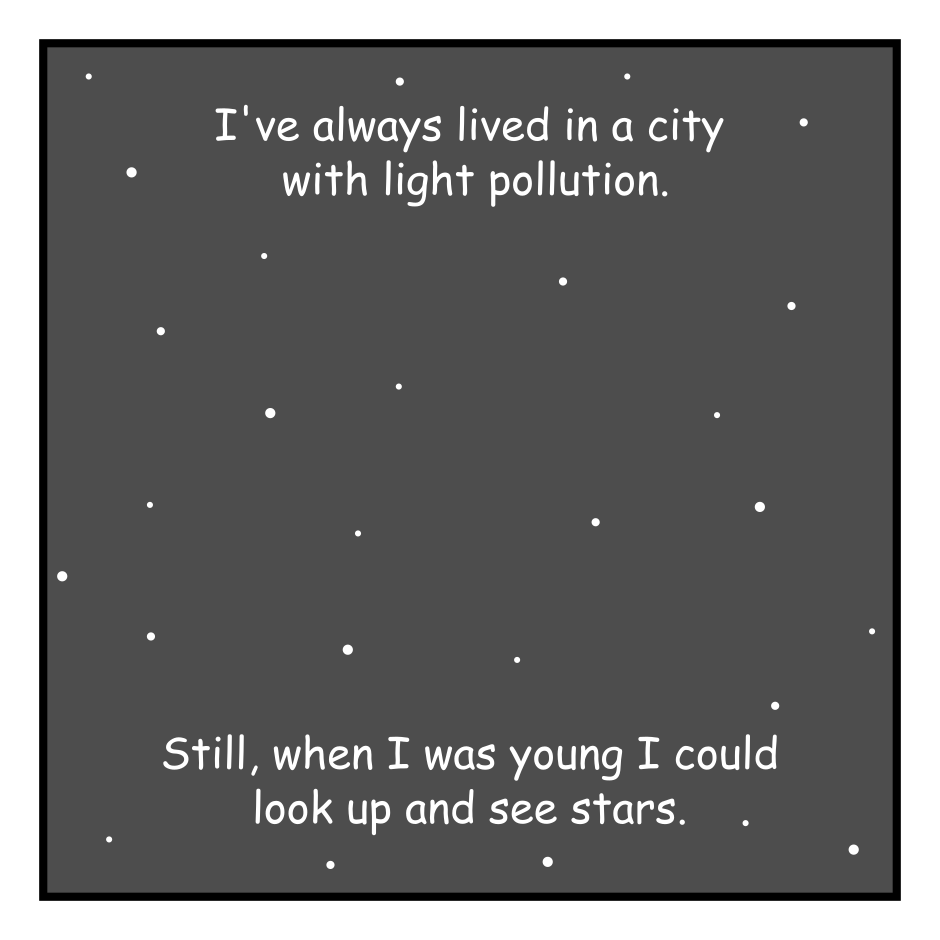 I've always lived in a city
with light pollution.
Still, when I was young I could
look up and see stars.